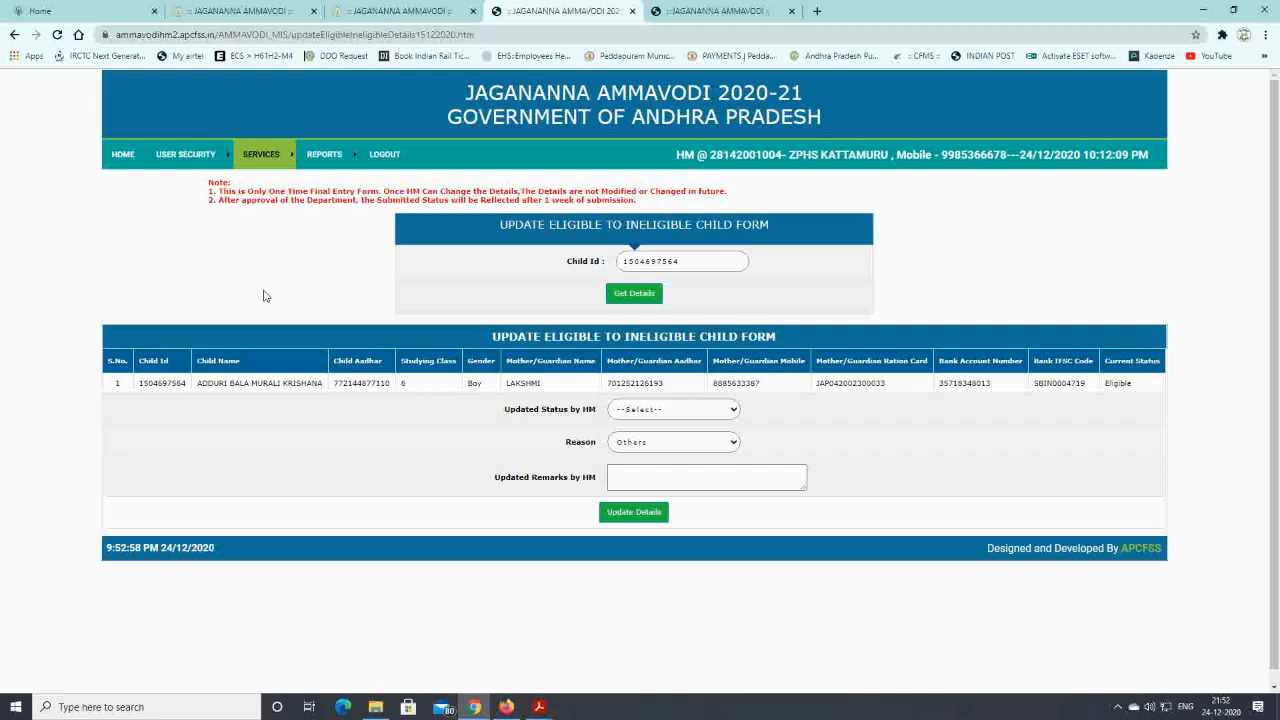 Home
:: JAGANANNA AMMAVODI 202
:: JAGANANNA AMMAVODI 202
:: JAGANANNA AMMAVODI 202
:: JAGANANNA AMMAVODI 202
ammavodihm2.apcfss.in/AMMAVODI_MIS/updateEligibleIneligibleDetails15122020.htm
Apps
IRCTC Next Generat...
My airtel
ECS > H61H2-M4
DDO Request
Book Indian Rail Tic...
EHS:Employees He...
Peddapuram Munic...
PAYMENTS | Pedda...
Andhra Pradesh Pu...
:: CFMS ::
INDIAN POST
Activate ESET softw...
Kadenze
YouTube
JAGANANNA AMMAVODI 2020-21
GOVERNMENT OF ANDHRA PRADESH
HOME USER SECURITY SERVICES REPORTS LOGOUT HM @ 28142001004- ZPHS KATTAMURU , Mobile - 9985366678---24/12/2020 10:12:09 PM
Note:
1. This is Only One Time Final Entry Form. Once HM Can Change the Details,The Details are not Modified or Changed in future.
2. After approval of the Department, the Submitted Status will be Reflected after 1 week of submission.
UPDATE ELIGIBLE TO INELIGIBLE CHILD FORM
Child Id : 1504697564
Get Details
UPDATE ELIGIBLE TO INELIGIBLE CHILD FORM
S.No. Child Id Child Name Child Aadhar Studying Class Gender Mother/Guardian Name Mother/Guardian Aadhar Mother/Guardian Mobile Mother/Guardian Ration Card Bank Account Number Bank IFSC Code Current Status
1 1504697564 ADDURI BALA MURALI KRISHANA 772144877110 6 Boy LAKSHMI 701252126193 8885633387 JAP042002300033 35718348013 SBIN0004719 Eligible
Updated Status by HM --Select--
Reason Others
Updated Remarks by HM
Update Details
9:52:58 PM 24/12/2020 Designed and Developed By APCFSS
Type here to search
80
ENG
21:52
24-12-2020